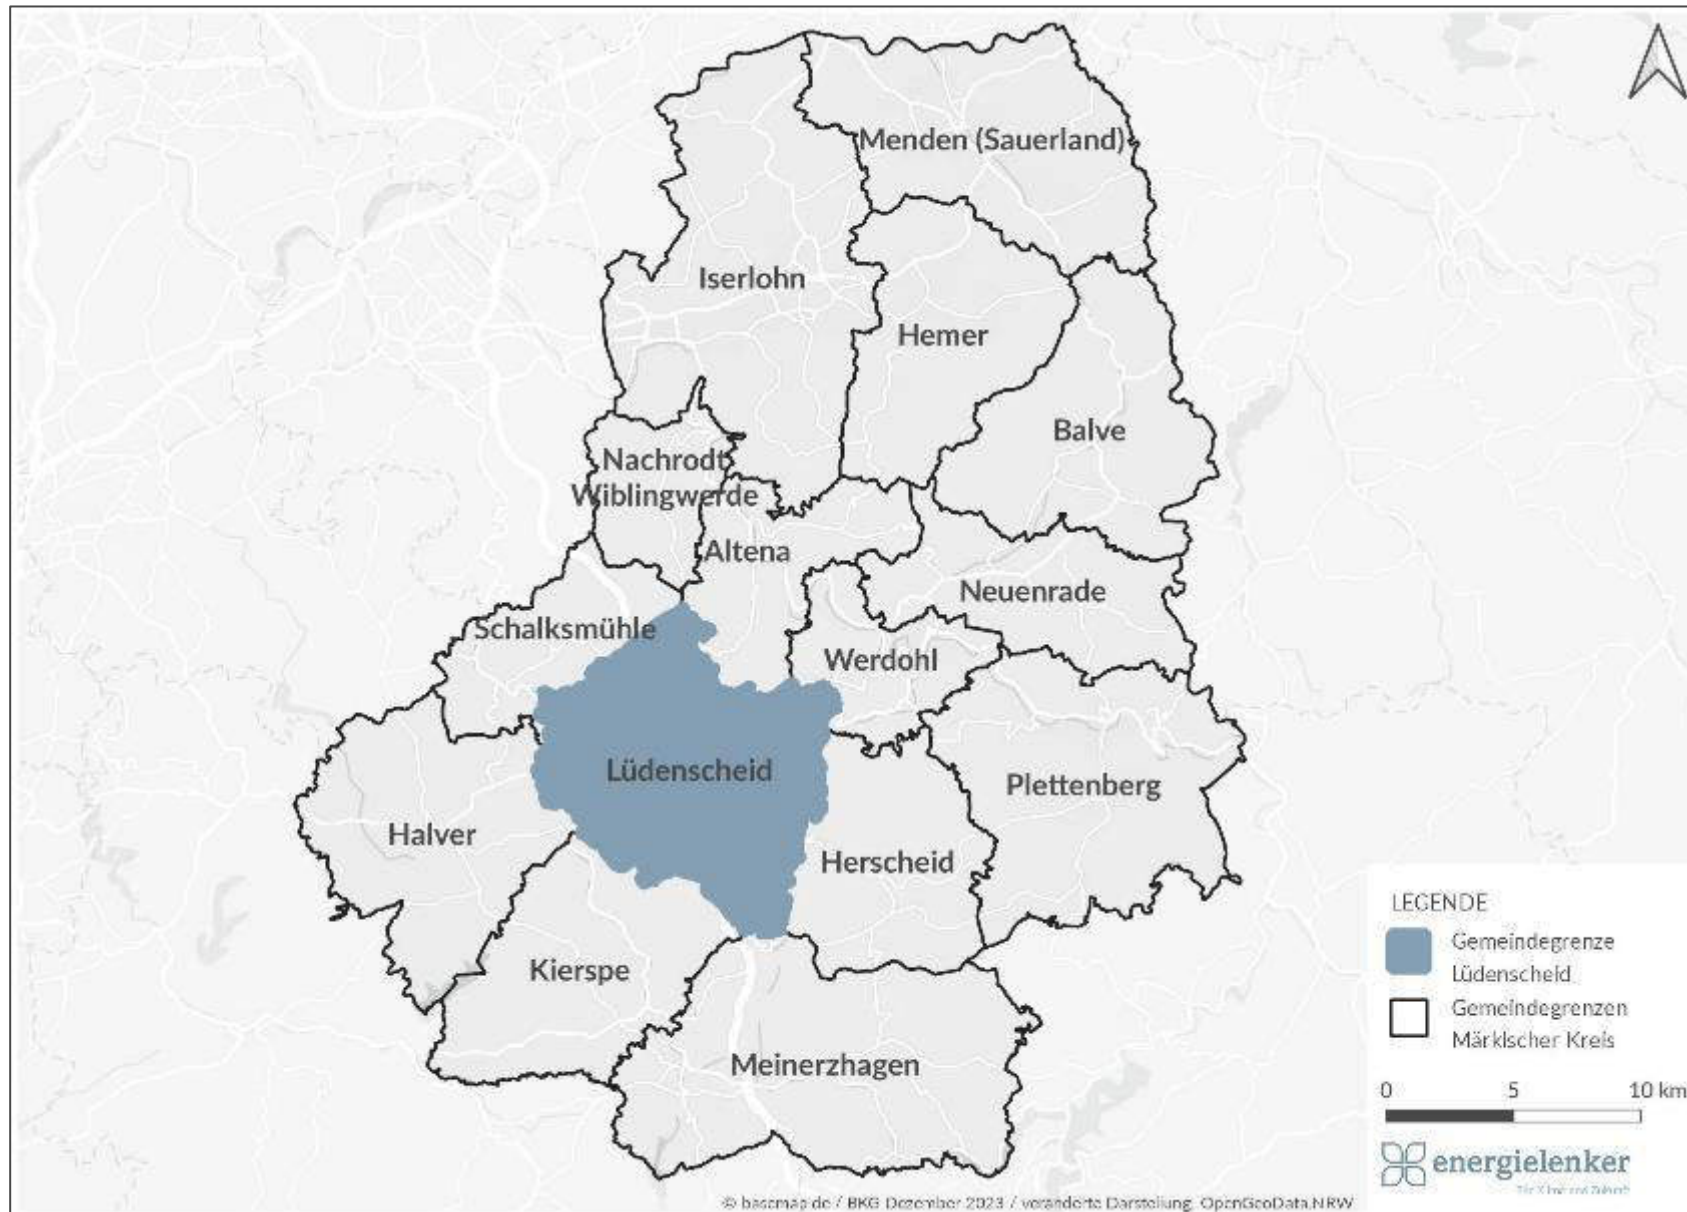 Menden (Sauerland)
Iserlohn
Hemer
Balve
Nachrodt
Wiblingwerde
Altena
Neuenrade
Schalksmühle
Werdohl
Lüdenscheid
Plettenberg
Halver
Herscheid
Kierspe
Meinerzhagen
LEGENDE
Gemeindegrenze
Lüdenscheid
Gemeindegrenzen
Märkischer Kreis
0 5 10 km
energielenker
© basemap.de / BKG Dezember 2023 / veränderte Darstellung, OpenGeoData.NRW